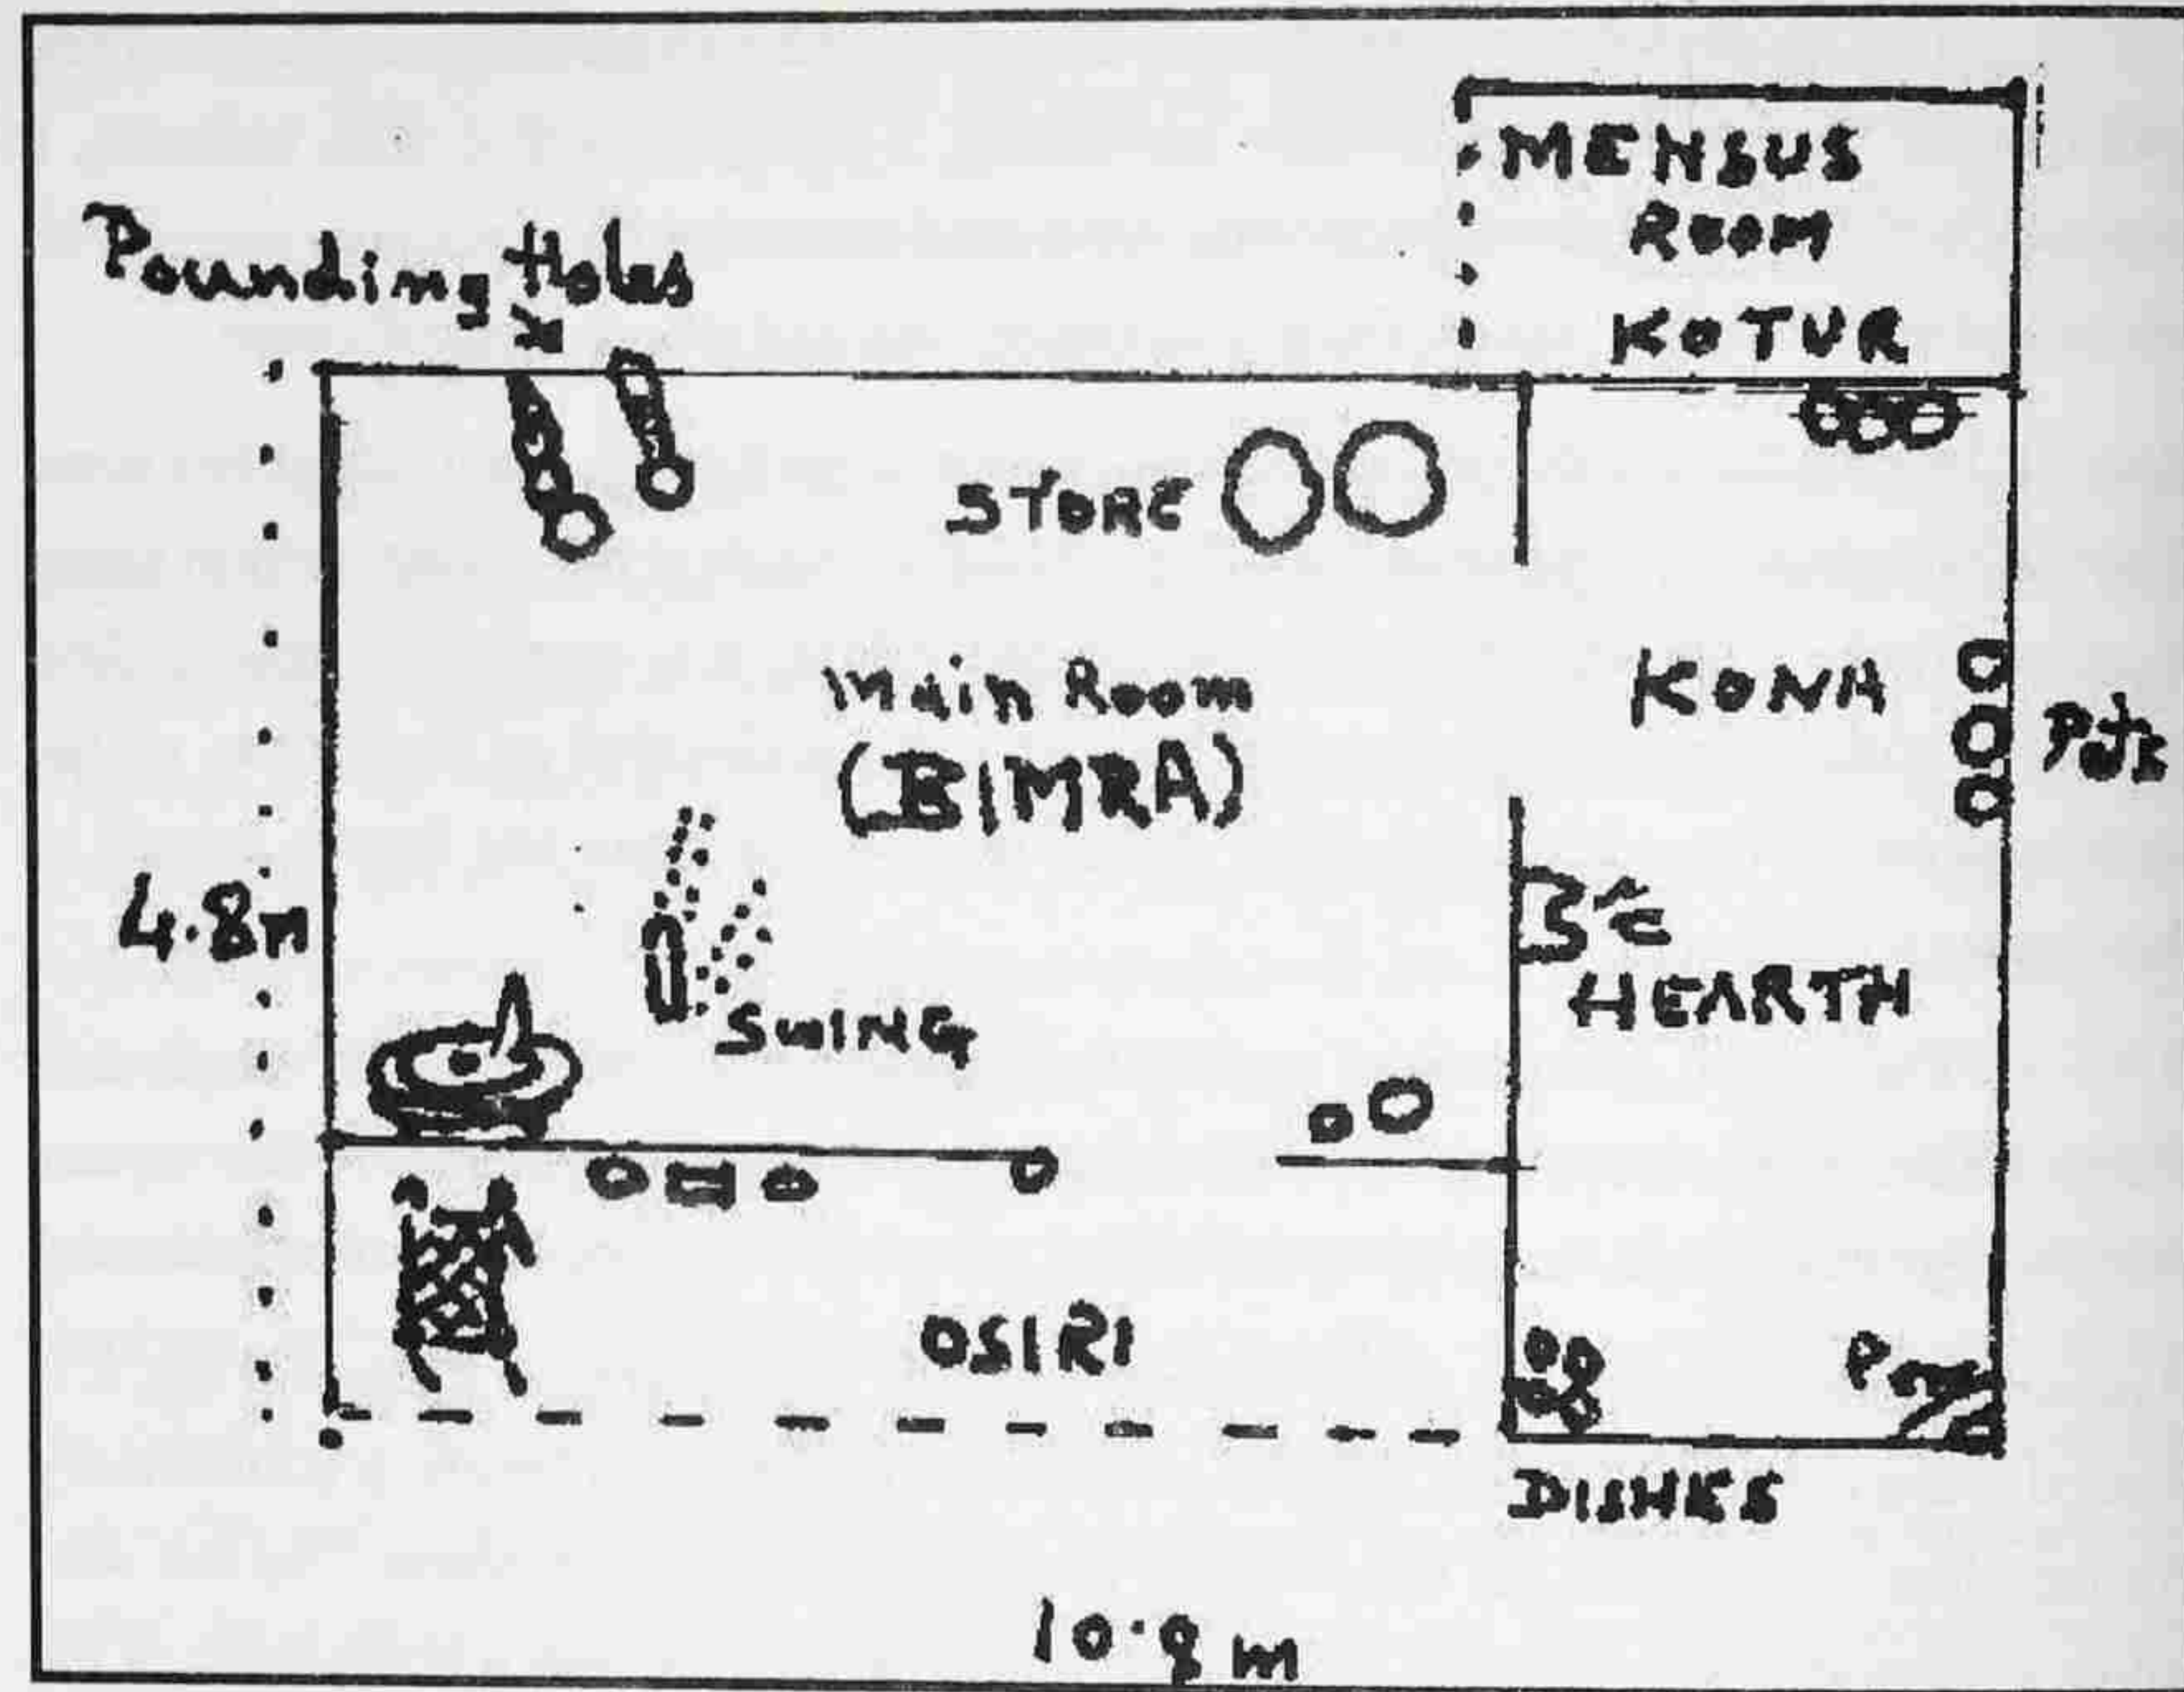 MENSUS
ROOM
KOTUR
Pounding Holes
STORE
Main Room
(BIMRA)
KONA
Pots
4.8m
SWING
HEARTH
OSIRI
DISHES
10.8 m